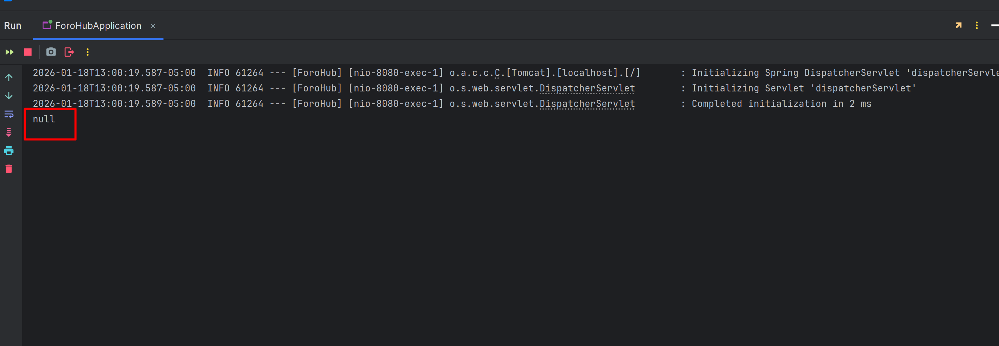 Run ForoHubApplication
2026-01-18T13:00:19.587-05:00  INFO 61264 --- [ForoHub] [nio-8080-exec-1] o.a.c.c.C.[Tomcat].[localhost].[/]       : Initializing Spring DispatcherServlet 'dispatcherServle
2026-01-18T13:00:19.587-05:00  INFO 61264 --- [ForoHub] [nio-8080-exec-1] o.s.web.servlet.DispatcherServlet        : Initializing Servlet 'dispatcherServlet'
2026-01-18T13:00:19.589-05:00  INFO 61264 --- [ForoHub] [nio-8080-exec-1] o.s.web.servlet.DispatcherServlet        : Completed initialization in 2 ms
null